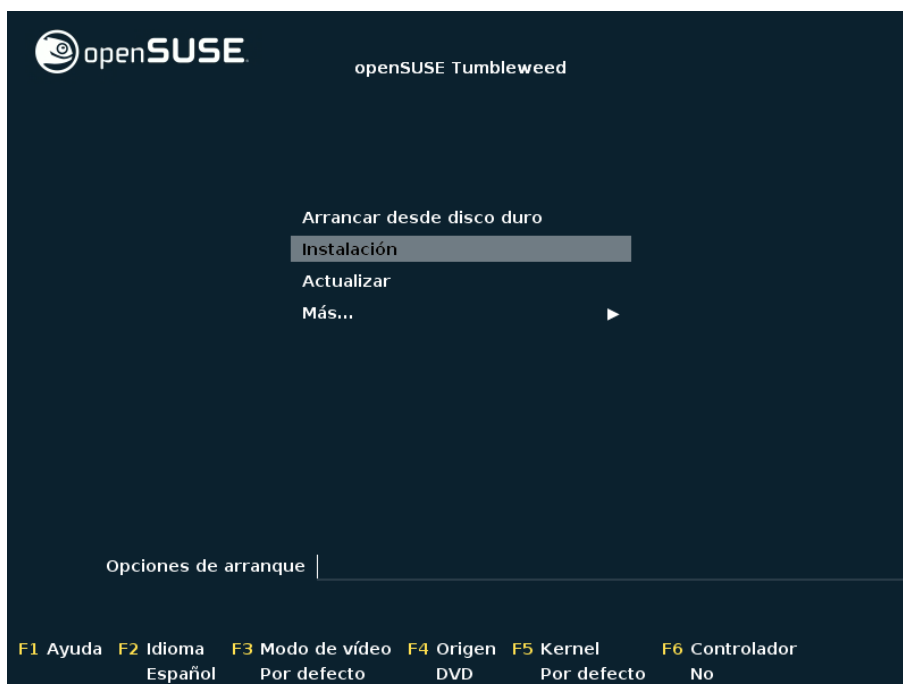 openSUSE.
openSUSE Tumbleweed
Arrancar desde disco duro
Instalación
Actualizar
Más...
Opciones de arranque
F1 Ayuda F2 Idioma F3 Modo de vídeo F4 Origen F5 Kernel F6 Controlador
Español Por defecto DVD Por defecto No